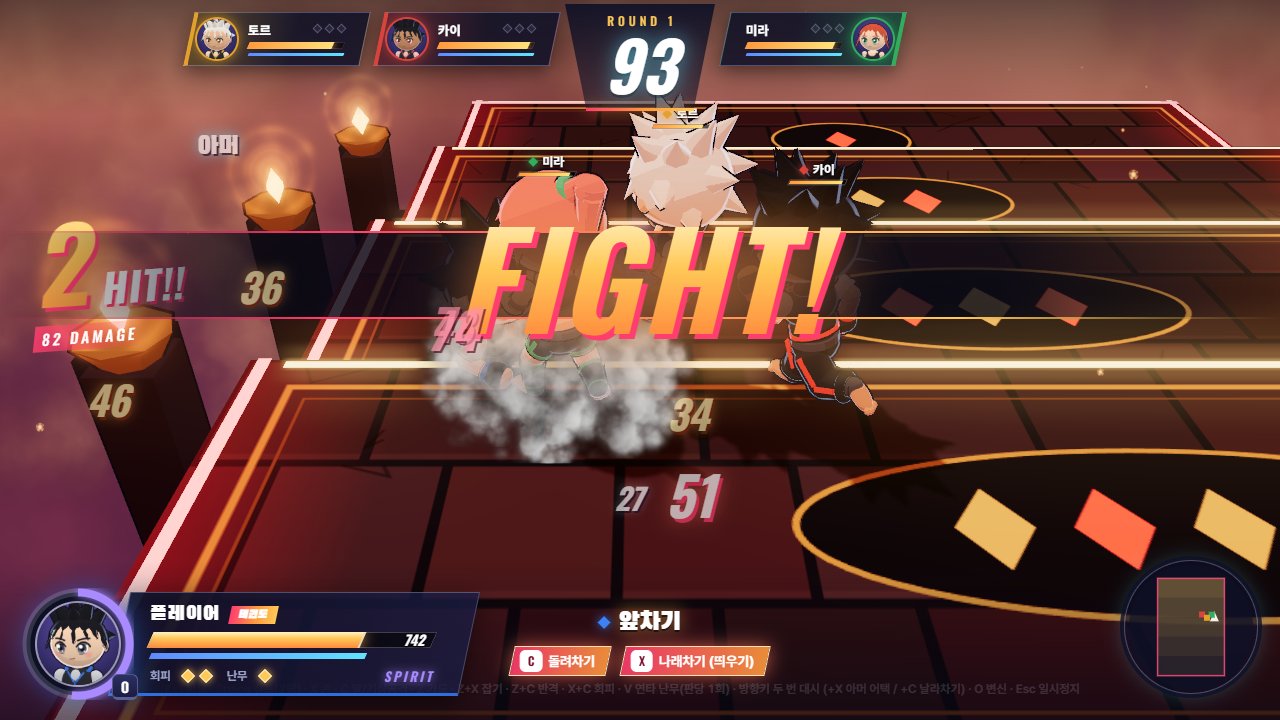 토르
카이
ROUND 1
93
미라
토르
아머
미라
카이
FIGHT!
2 HIT!!
36
74
82 DAMAGE
46
34
27
51
플레이어
742
회피
난무
SPIRIT
0
앞차기
C 돌려차기
X 나래차기 (띄우기)
Z+X 잡기 · Z+C 반격 · X+C 회피 · V 연타 난무(판당 1회) · 방향키 두 번 대시 (+X 아머 어택 / +C 날라차기) · O 변신 · Esc 일시정지